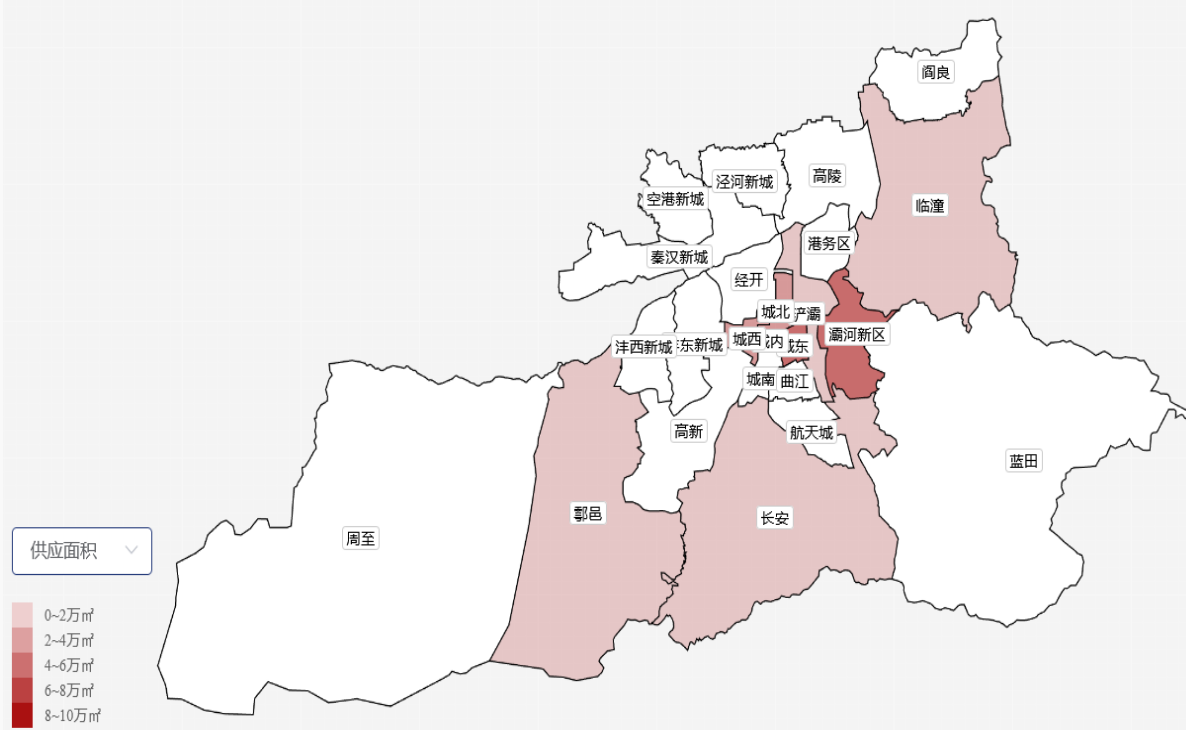 阎良
泾河新城
高陵
空港新城
临潼
港务区
秦汉新城
经开
城北
浐灞
灞河新区
城西
城内
城东
沣西新城
沣东新城
城南
曲江
高新
航天城
蓝田
鄠邑
长安
周至
供应面积
0~2万㎡
2~4万㎡
4~6万㎡
6~8万㎡
8~10万㎡